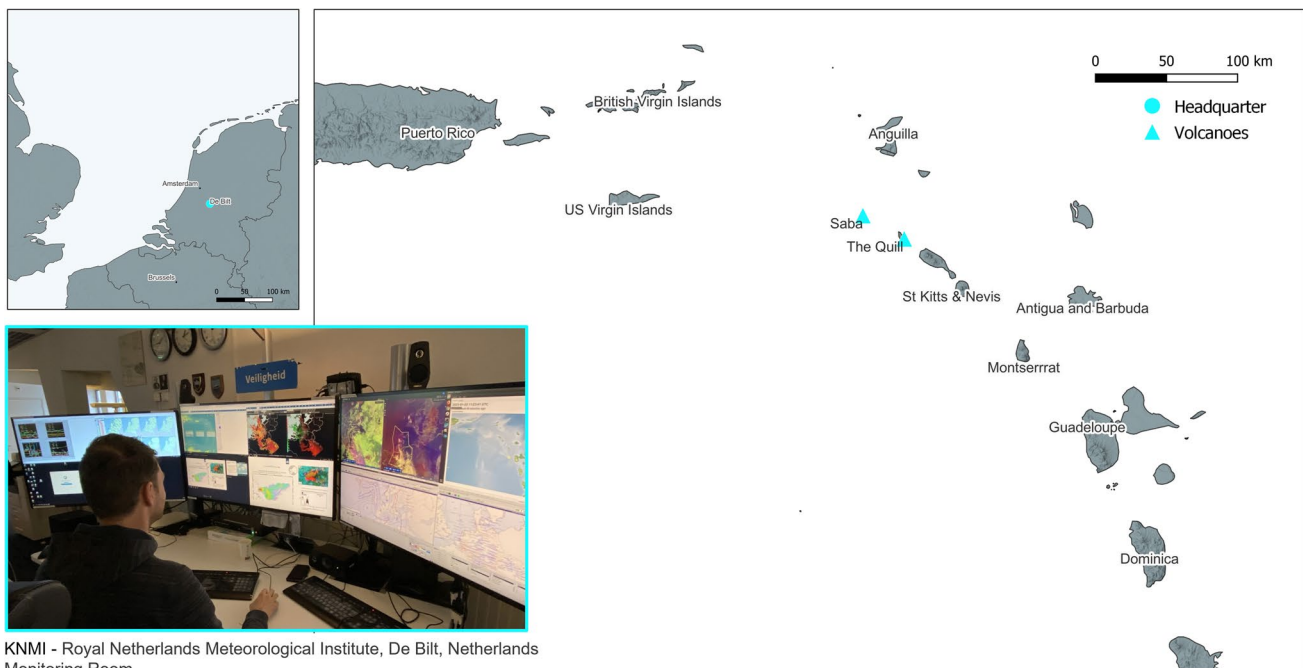 Amsterdam
De Bilt
Brussels
0 50 100 km
0 50 100 km
Headquarter
Volcanoes
British Virgin Islands
Puerto Rico
Anguilla
US Virgin Islands
Saba
The Quill
St Kitts & Nevis
Antigua and Barbuda
Montserrrat
Guadeloupe
Dominica
Veiligheid
KNMI - Royal Netherlands Meteorological Institute, De Bilt, Netherlands
Monitoring Room